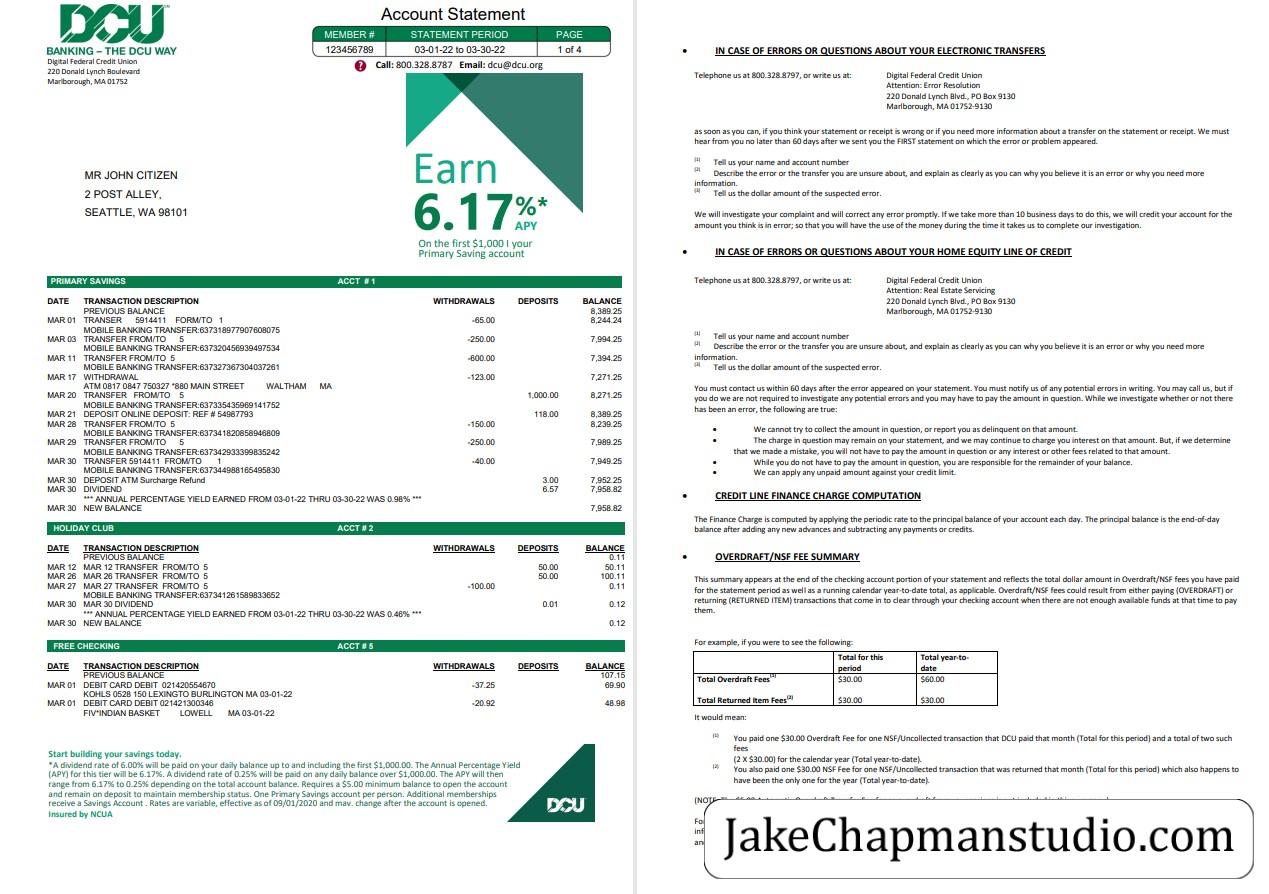 DCU
BANKING – THE DCU WAY
Digital Federal Credit Union
220 Donald Lynch Boulevard
Marlborough, MA 01752
Account Statement
MEMBER # STATEMENT PERIOD PAGE
123456789 03-01-22 to 03-30-22 1 of 4
? Call: 800.328.8787 Email: dcu@dcu.org
MR JOHN CITIZEN
2 POST ALLEY,
SEATTLE, WA 98101
Earn
6.17%*
APY
On the first $1,000 I your
Primary Saving account
PRIMARY SAVINGS ACCT # 1
DATE TRANSACTION DESCRIPTION WITHDRAWALS DEPOSITS BALANCE
PREVIOUS BALANCE 8,389.25
MAR 01 TRANSER 5914411 FORM/TO 1 -65.00 8,244.24
MOBILE BANKING TRANSFER:637318977907608075
MAR 03 TRANSFER FROM/TO 5 -250.00 7,994.25
MOBILE BANKING TRANSFER:637320456939497534
MAR 11 TRANSFER FROM/TO 5 -600.00 7,394.25
MOBILE BANKING TRANSFER:637327367304037261
MAR 17 WITHDRAWAL -123.00 7,271.25
ATM 0817 0847 750327 *880 MAIN STREET WALTHAM MA
MAR 20 TRANSFER FROM/TO 5 1,000.00 8,271.25
MOBILE BANKING TRANSFER:637335435969141752
MAR 21 DEPOSIT ONLINE DEPOSIT: REF # 54987793 118.00 8,389.25
MAR 28 TRANSFER FROM/TO 5 -150.00 8,239.25
MOBILE BANKING TRANSFER:637341820858946809
MAR 29 TRANSFER FROM/TO 5 -250.00 7,989.25
MOBILE BANKING TRANSFER:637342933399835242
MAR 30 TRANSFER 5914411 FROM/TO 1 -40.00 7,949.25
MOBILE BANKING TRANSFER:637344988165495830
MAR 30 DEPOSIT ATM Surcharge Refund 3.00 7,952.25
MAR 30 DIVIDEND 6.57 7,958.82
*** ANNUAL PERCENTAGE YIELD EARNED FROM 03-01-22 THRU 03-30-22 WAS 0.98% ***
MAR 30 NEW BALANCE 7,958.82
HOLIDAY CLUB ACCT # 2
DATE TRANSACTION DESCRIPTION WITHDRAWALS DEPOSITS BALANCE
PREVIOUS BALANCE 0.11
MAR 12 MAR 12 TRANSFER FROM/TO 5 50.00 50.11
MAR 26 MAR 26 TRANSFER FROM/TO 5 50.00 100.11
MAR 27 MAR 27 TRANSFER FROM/TO 5 -100.00 0.11
MOBILE BANKING TRANSFER:637341261589833652
MAR 30 MAR 30 DIVIDEND 0.01 0.12
*** ANNUAL PERCENTAGE YIELD EARNED FROM 03-01-22 THRU 03-30-22 WAS 0.46% ***
MAR 30 NEW BALANCE 0.12
FREE CHECKING ACCT # 5
DATE TRANSACTION DESCRIPTION WITHDRAWALS DEPOSITS BALANCE
PREVIOUS BALANCE 107.15
MAR 01 DEBIT CARD DEBIT 021420554670 -37.25 69.90
KOHLS 0528 150 LEXINGTO BURLINGTON MA 03-01-22
MAR 01 DEBIT CARD DEBIT 021421300346 -20.92 48.98
FIV*INDIAN BASKET LOWELL MA 03-01-22
Start building your savings today.
*A dividend rate of 6.00% will be paid on your daily balance up to and including the first $1,000.00. The Annual Percentage Yield
(APY) for this tier will be 6.17%. A dividend rate of 0.25% will be paid on any daily balance over $1,000.00. The APY will then
range from 6.17% to 0.25% depending on the total account balance. Requires a $5.00 minimum balance to open the account
and remain on deposit to maintain membership status. One Primary Savings account per person. Additional memberships
receive a Savings Account . Rates are variable, effective as of 09/01/2020 and mav. change after the account is opened.
Insured by NCUA
DCU
• IN CASE OF ERRORS OR QUESTIONS ABOUT YOUR ELECTRONIC TRANSFERS
Telephone us at 800.328.8797, or write us at: Digital Federal Credit Union
Attention: Error Resolution
220 Donald Lynch Blvd., PO Box 9130
Marlborough, MA 01752-9130
as soon as you can, if you think your statement or receipt is wrong or if you need more information about a transfer on the statement or receipt. We must
hear from you no later than 60 days after we sent you the FIRST statement on which the error or problem appeared.
(1) Tell us your name and account number
(2) Describe the error or the transfer you are unsure about, and explain as clearly as you can why you believe it is an error or why you need more
information.
(3) Tell us the dollar amount of the suspected error.
We will investigate your complaint and will correct any error promptly. If we take more than 10 business days to do this, we will credit your account for the
amount you think is in error; so that you will have the use of the money during the time it takes us to complete our investigation.
• IN CASE OF ERRORS OR QUESTIONS ABOUT YOUR HOME EQUITY LINE OF CREDIT
Telephone us at 800.328.8797, or write us at: Digital Federal Credit Union
Attention: Real Estate Servicing
220 Donald Lynch Blvd., PO Box 9130
Marlborough, MA 01752-9130
(1) Tell us your name and account number
(2) Describe the error or the transfer you are unsure about, and explain as clearly as you can why you believe it is an error or why you need more
information.
(3) Tell us the dollar amount of the suspected error.
You must contact us within 60 days after the error appeared on your statement. You must notify us of any potential errors in writing. You may call us, but if
you do we are not required to investigate any potential errors and you may have to pay the amount in question. While we investigate whether or not there
has been an error, the following are true:
• We cannot try to collect the amount in question, or report you as delinquent on that amount.
• The charge in question may remain on your statement, and we may continue to charge you interest on that amount. But, if we determine
that we made a mistake, you will not have to pay the amount in question or any interest or other fees related to that amount.
• While you do not have to pay the amount in question, you are responsible for the remainder of your balance.
• We can apply any unpaid amount against your credit limit.
• CREDIT LINE FINANCE CHARGE COMPUTATION
The Finance Charge is computed by applying the periodic rate to the principal balance of your account each day. The principal balance is the end-of-day
balance after adding any new advances and subtracting any payments or credits.
• OVERDRAFT/NSF FEE SUMMARY
This summary appears at the end of the checking account portion of your statement and reflects the total dollar amount in Overdraft/NSF fees you have paid
for the statement period as well as a running calendar year-to-date total, as applicable. Overdraft/NSF fees could result from either paying (OVERDRAFT) or
returning (RETURNED ITEM) transactions that come in to clear through your checking account when there are not enough available funds at that time to pay
them.
For example, if you were to see the following:
Total for this period Total year-to-date
Total Overdraft Fees(1) $30.00 $60.00
Total Returned Item Fees(2) $30.00 $30.00
It would mean:
(1) You paid one $30.00 Overdraft Fee for one NSF/Uncollected transaction that DCU paid that month (Total for this period) and a total of two such
fees
(2 X $30.00) for the calendar year (Total year-to-date).
(2) You also paid one $30.00 NSF Fee for one NSF/Uncollected transaction that was returned that month (Total for this period) which also happens to
have been the only one for the year (Total year-to-date).
JakeChapmanstudio.com